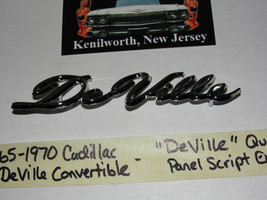 Kenilworth, New Jersey
DeVille
65-1970 Cadillac - "DeVille" Qu
DeVille Convertible Panel Script